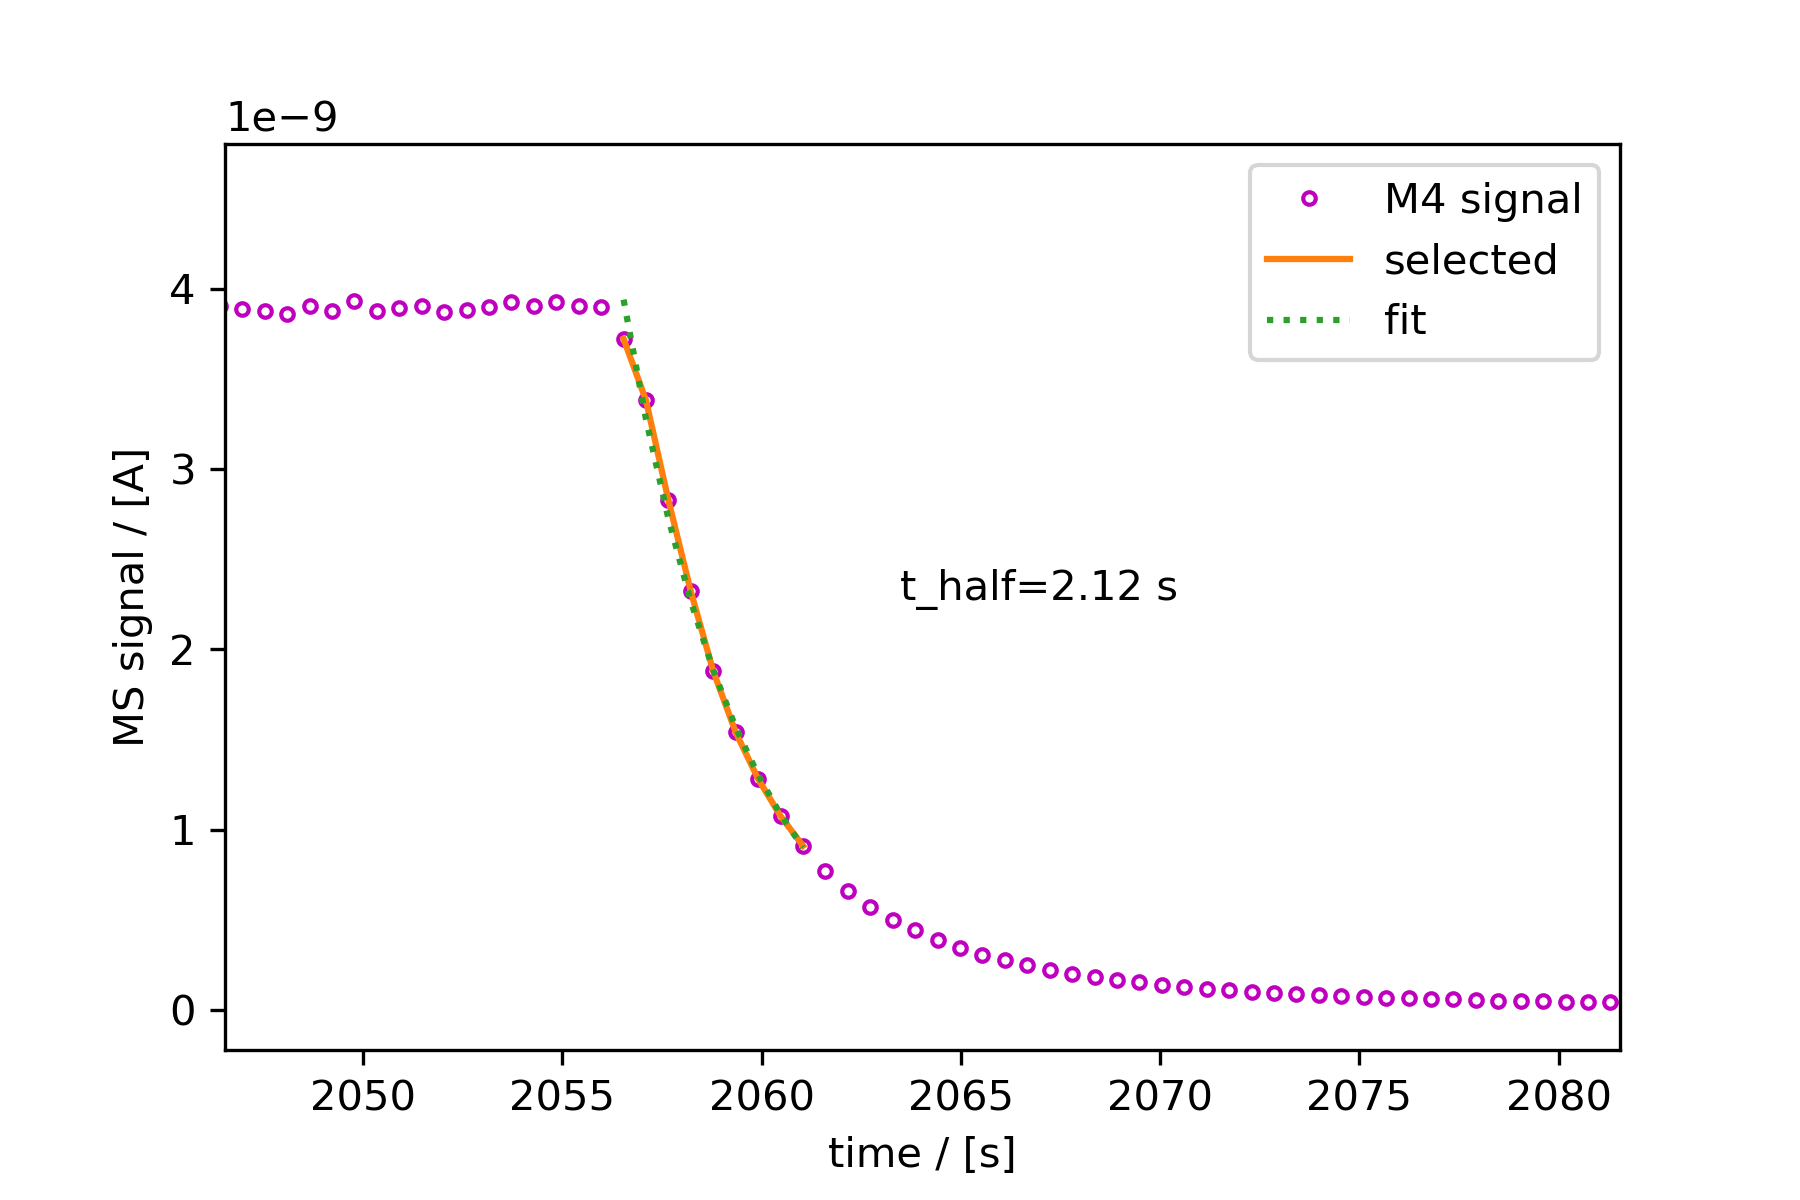 1e−9
M4 signal
selected
fit
4
3
2
1
0
MS signal / [A]
t_half=2.12 s
2050 2055 2060 2065 2070 2075 2080
time / [s]